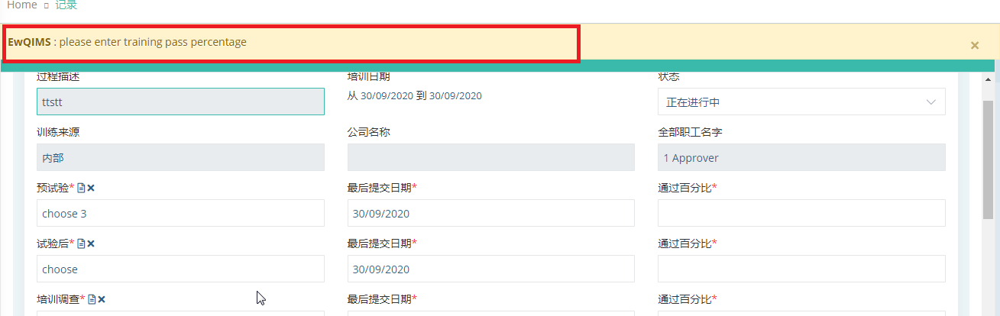 Home 记录
EwQIMS : please enter training pass percentage ×
过程描述 培训日期 状态
ttstt 从 30/09/2020 到 30/09/2020 正在进行中
训练来源 公司名称 全部职工名字
内部 1 Approver
预试验* 最后提交日期* 通过百分比*
choose 3 30/09/2020
试验后* 最后提交日期* 通过百分比*
choose 30/09/2020
培训调查* 最后提交日期* 通过百分比*